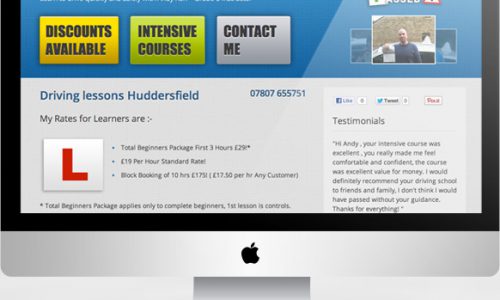 PASSED
DISCOUNTS
AVAILABLE
INTENSIVE
COURSES
CONTACT
ME
Driving lessons Huddersfield
07807 655751
My Rates for Learners are :-
Total Beginners Package First 3 Hours £29!*
£19 Per Hour Standard Rate!
Block Booking of 10 hrs £175! ( £17.50 per hr Any Customer)
L
* Total Beginners Package applies only to complete beginners, 1st lesson is controls.
Like 0
Tweet 0
Pinit
Testimonials
"Hi Andy , your intensive course was
excellent , you really made me feel
comfortable and confident, the course
was excellent value for money. I would
definitely recommend your driving school
to friends and family, I don't think I would
have passed without your guidance.
Thanks for everything! "